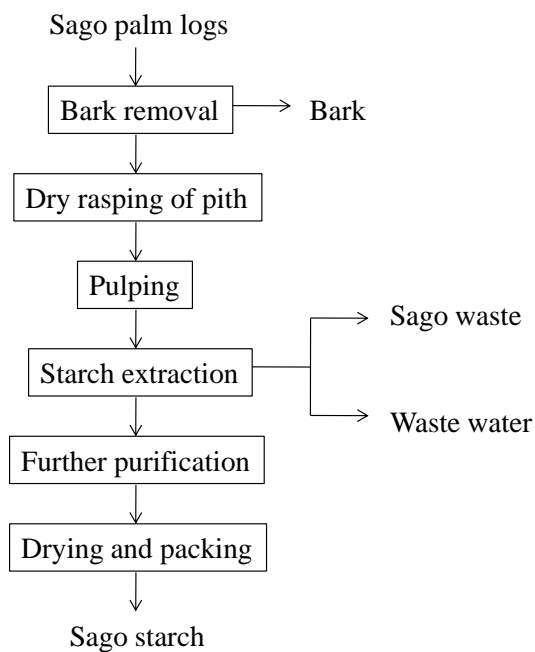 Sago palm logs
Bark removal
Bark
Dry rasping of pith
Pulping
Sago waste
Starch extraction
Waste water
Further purification
Drying and packing
Sago starch